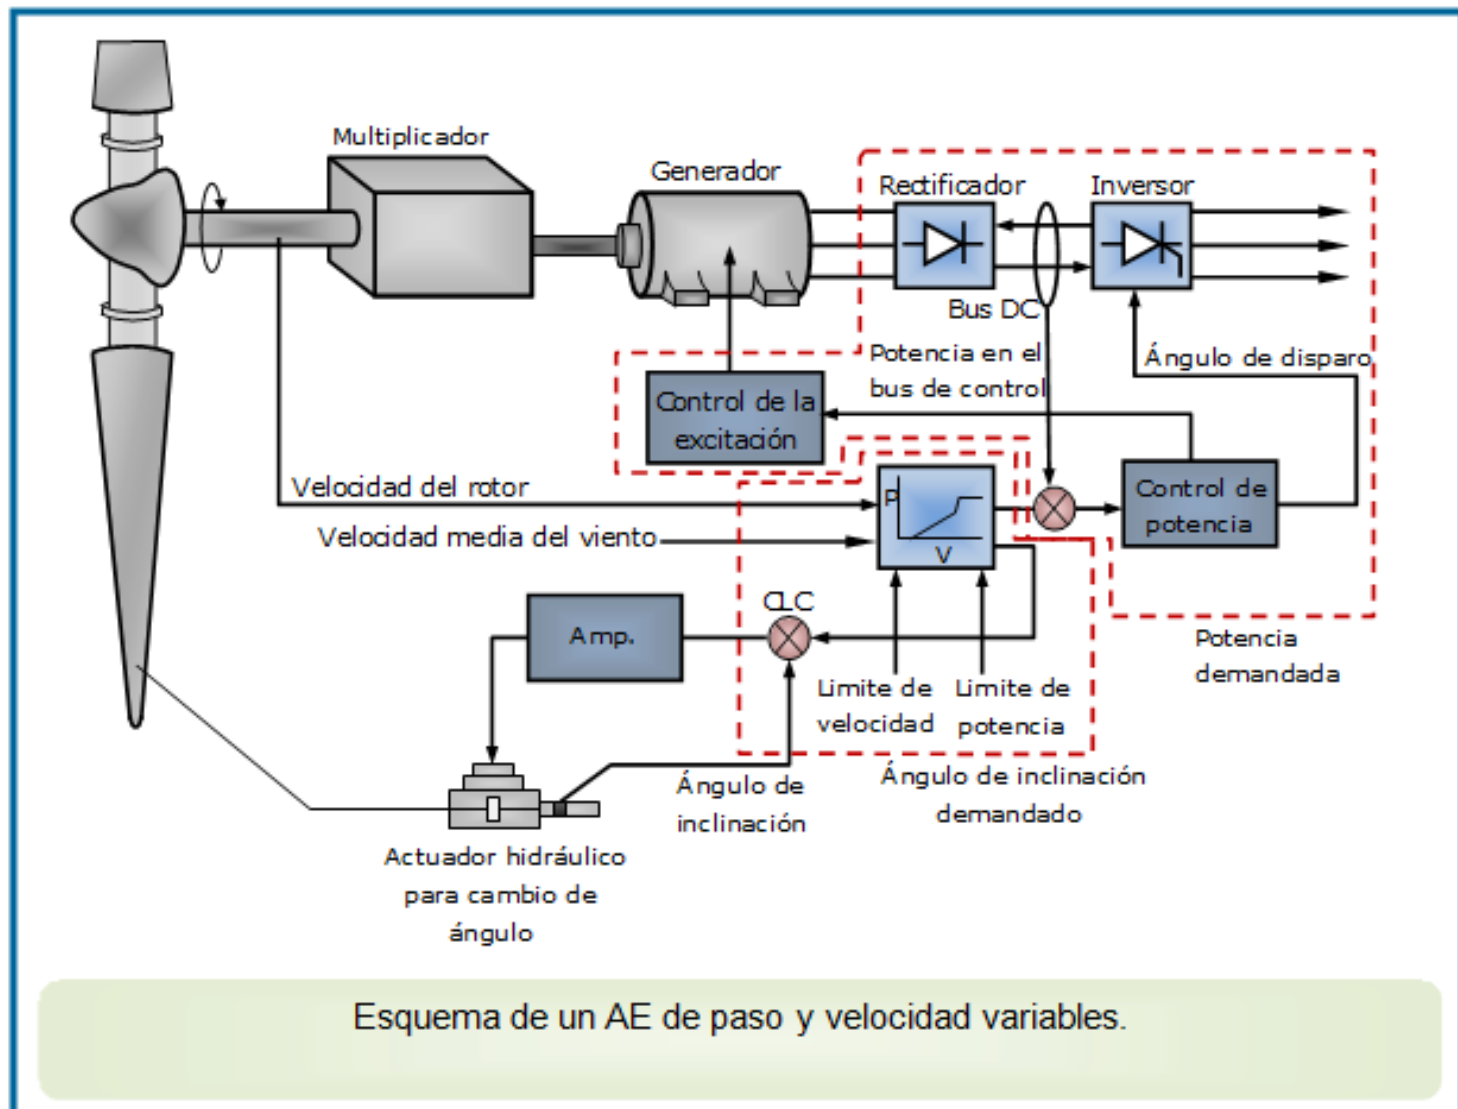 Multiplicador
Generador
Rectificador
Inversor
Bus DC
Potencia en el
bus de control
Ángulo de disparo
Control de la
excitación
Velocidad del rotor
P
V
Control de
potencia
Velocidad media del viento
CLC
Amp.
Limite de
velocidad
Limite de
potencia
Potencia
demandada
Ángulo de
inclinación
Ángulo de inclinación
demandado
Actuador hidráulico
para cambio de
ángulo
Esquema de un AE de paso y velocidad variables.